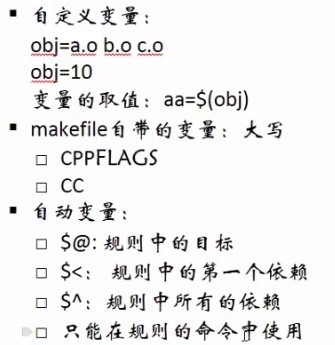 自定义变量：
obj=a.o b.o c.o
obj=10
变量的取值：aa=$(obj)
makefile自带的变量：大写
CPPFLAGS
CC
自动变量：
$@: 规则中的目标
$<： 规则中的第一个依赖
$^：规则中所有的依赖
只能在规则的命令中使用